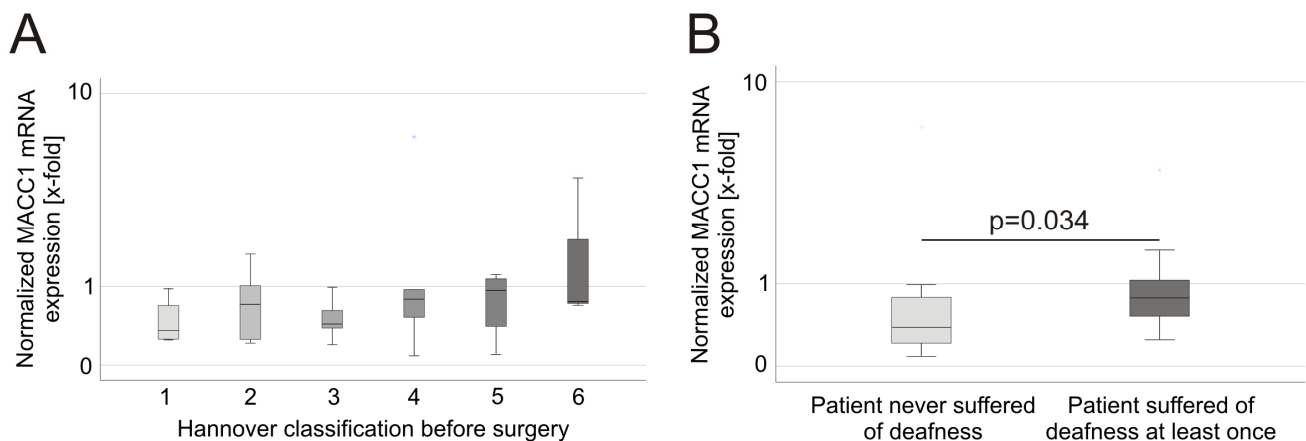 A
Normalized MACC1 mRNA
expression [x-fold]
10
1
0
1 2 3 4 5 6
Hannover classification before surgery
B
Normalized MACC1 mRNA
expression [x-fold]
10
1
0
p=0.034
Patient never suffered
of deafness
Patient suffered of
deafness at least once